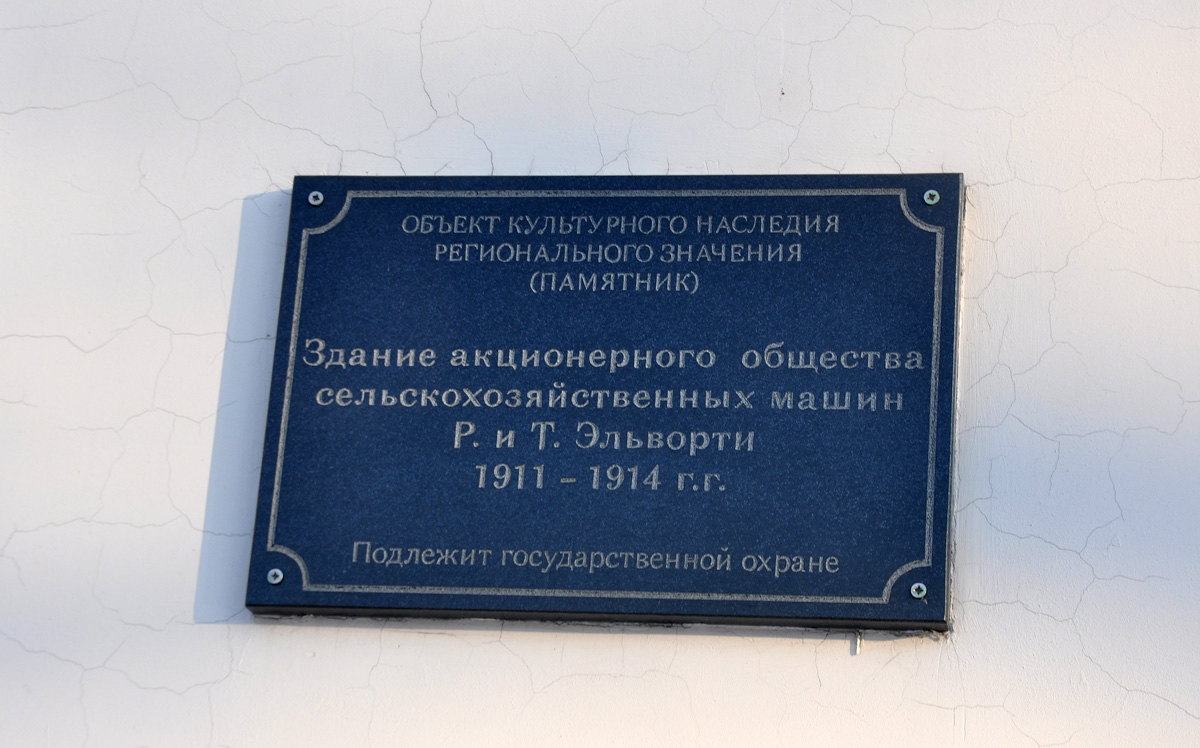 ОБЪЕКТ КУЛЬТУРНОГО НАСЛЕДИЯ
РЕГИОНАЛЬНОГО ЗНАЧЕНИЯ
(ПАМЯТНИК)
Здание акционерного общества
сельскохозяйственных машин
Р. и Т. Эльворти
1911 – 1914 г.г.
Подлежит государственной охране